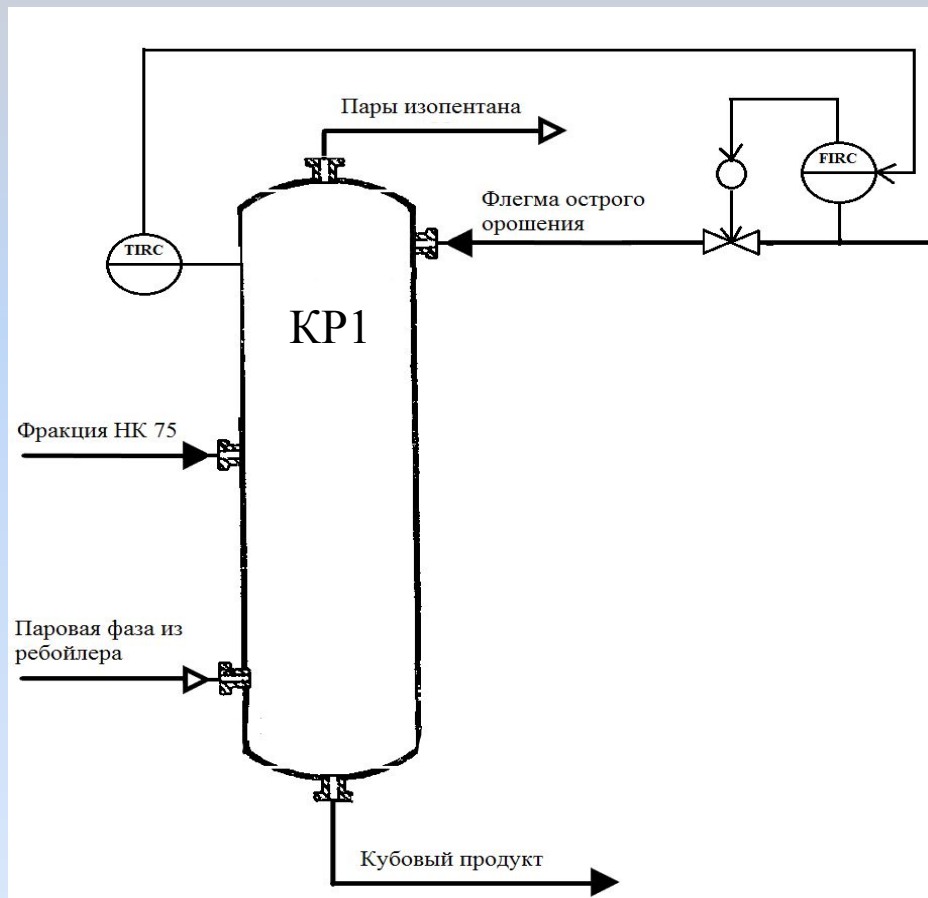 Пары изопентана
FIRC
Флегма острого
орошения
TIRC
КР1
Фракция НК 75
Паровая фаза из
ребойлера
Кубовый продукт